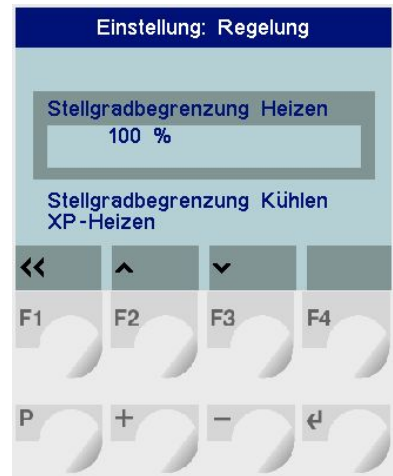 Einstellung: Regelung
Stellgradbegrenzung Heizen
100 %
Stellgradbegrenzung Kühlen
XP-Heizen
<< ^ v
F1 F2 F3 F4
P + - ↵